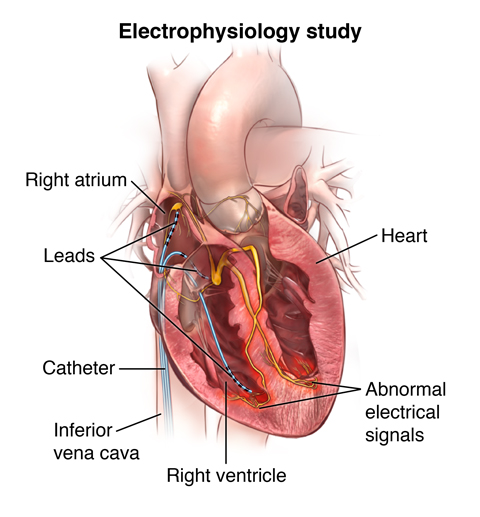 Electrophysiology study
Right atrium
Leads
Heart
Catheter
Abnormal
electrical
signals
Inferior
vena cava
Right ventricle